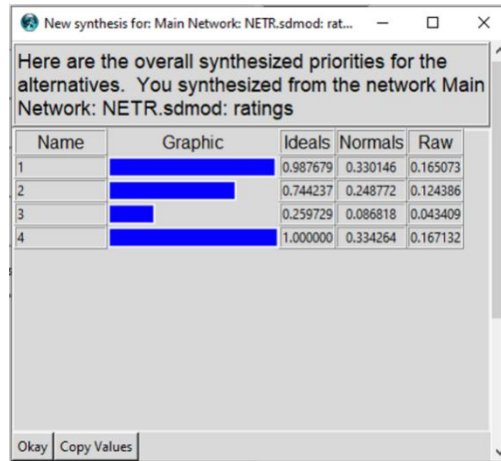 New synthesis for: Main Network: NETR.sdmod: rat...
Here are the overall synthesized priorities for the
alternatives. You synthesized from the network Main
Network: NETR.sdmod: ratings
Name Graphic Ideals Normals Raw
1 0.987679 0.330146 0.165073
2 0.744237 0.248772 0.124386
3 0.259729 0.086818 0.043409
4 1.000000 0.334264 0.167132
Okay Copy Values